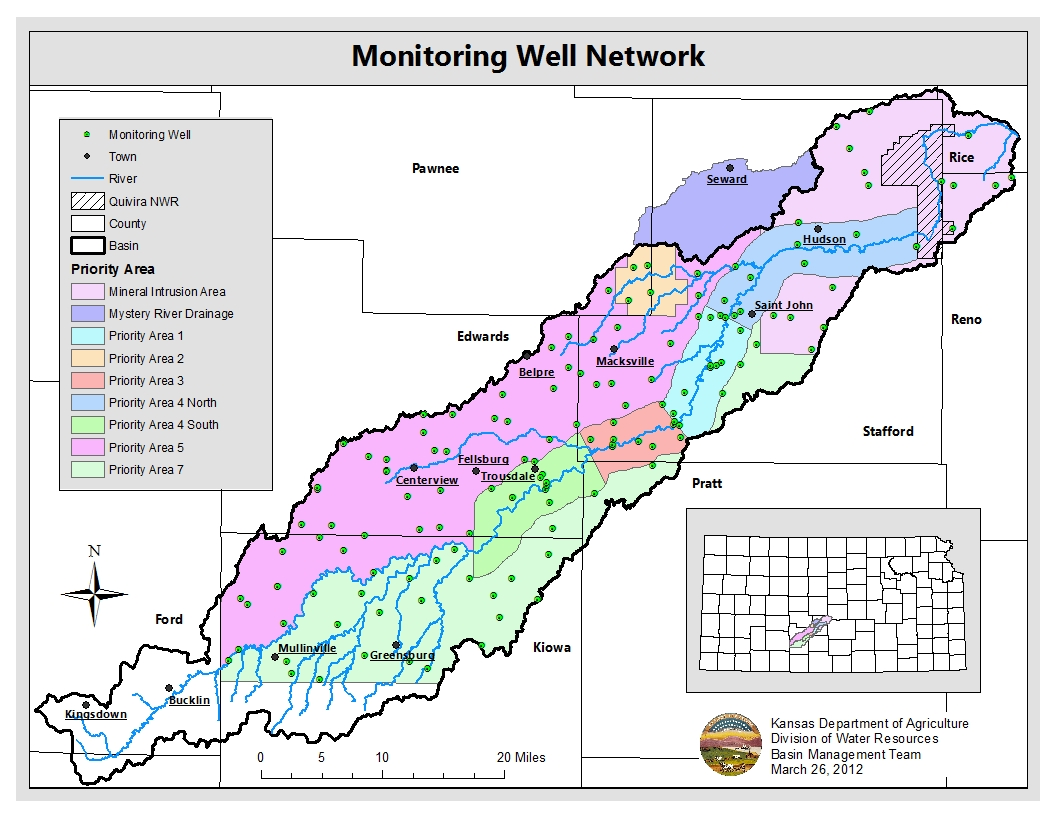 Monitoring Well Network
Monitoring Well
Town
River
Quivira NWR
County
Basin
Priority Area
Mineral Intrusion Area
Mystery River Drainage
Priority Area 1
Priority Area 2
Priority Area 3
Priority Area 4 North
Priority Area 4 South
Priority Area 5
Priority Area 7
Pawnee
Rice
Seward
Hudson
Saint John
Reno
Edwards
Macksville
Belpre
Stafford
Fellsburg
Trousdale
Centerview
Pratt
N
Ford
Kiowa
Mullinville
Greensburg
Bucklin
Kingsdown
0 5 10 20 Miles
Kansas Department of Agriculture
Division of Water Resources
Basin Management Team
March 26, 2012